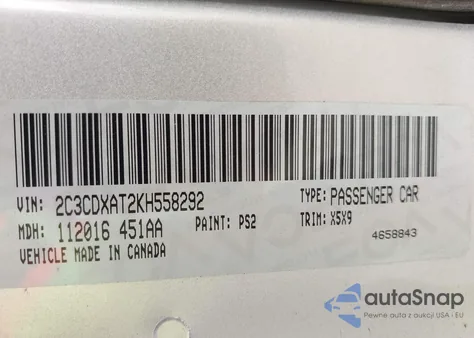 VIN: 2C3CDXAT2KH558292 TYPE: PASSENGER CAR
MDH: 112016 451AA PAINT: PS2 TRIM: X5X9
VEHICLE MADE IN CANADA 4658843
autoSnap
Pewne auta z aukcji USA - EU